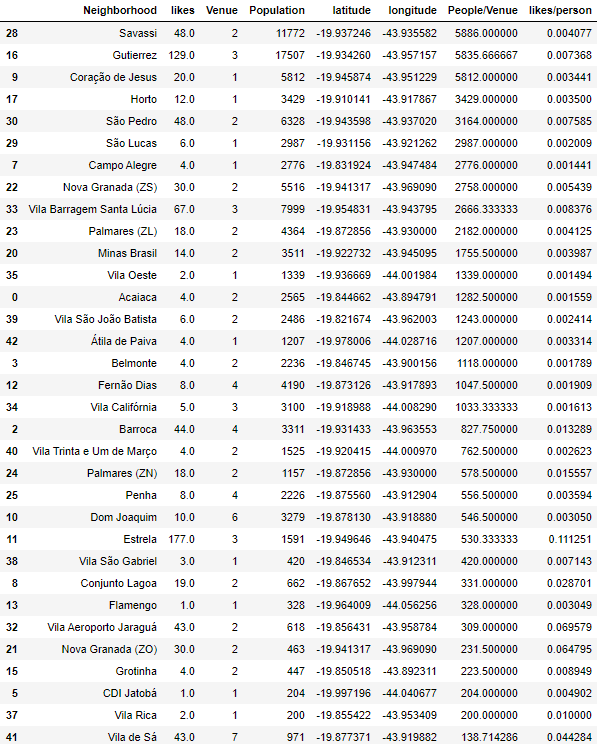 Neighborhood likes Venue Population latitude longitude People/Venue likes/person
28 Savassi 48.0 2 11772 -19.937246 -43.935582 5886.000000 0.004077
16 Gutierrez 129.0 3 17507 -19.934260 -43.957157 5835.666667 0.007368
9 Coração de Jesus 20.0 1 5812 -19.945874 -43.951229 5812.000000 0.003441
17 Horto 12.0 1 3429 -19.910141 -43.917867 3429.000000 0.003500
30 São Pedro 48.0 2 6328 -19.943598 -43.937020 3164.000000 0.007585
29 São Lucas 6.0 1 2987 -19.931156 -43.921262 2987.000000 0.002009
7 Campo Alegre 4.0 1 2776 -19.831924 -43.947484 2776.000000 0.001441
22 Nova Granada (ZS) 30.0 2 5516 -19.941317 -43.969090 2758.000000 0.005439
33 Vila Barragem Santa Lúcia 67.0 3 7999 -19.954831 -43.943795 2666.333333 0.008376
23 Palmares (ZL) 18.0 2 4364 -19.872856 -43.930000 2182.000000 0.004125
20 Minas Brasil 14.0 2 3511 -19.922732 -43.945095 1755.500000 0.003987
35 Vila Oeste 2.0 1 1339 -19.936669 -44.001984 1339.000000 0.001494
0 Acaiaca 4.0 2 2565 -19.844662 -43.894791 1282.500000 0.001559
39 Vila São João Batista 6.0 2 2486 -19.821674 -43.962003 1243.000000 0.002414
42 Átila de Paiva 4.0 1 1207 -19.978006 -44.028716 1207.000000 0.003314
3 Belmonte 4.0 2 2236 -19.846745 -43.900156 1118.000000 0.001789
12 Fernão Dias 8.0 4 4190 -19.873126 -43.917893 1047.500000 0.001909
34 Vila Califórnia 5.0 3 3100 -19.918988 -44.008290 1033.333333 0.001613
2 Barroca 44.0 4 3311 -19.931433 -43.963553 827.750000 0.013289
40 Vila Trinta e Um de Março 4.0 2 1525 -19.920415 -44.000970 762.500000 0.002623
24 Palmares (ZN) 18.0 2 1157 -19.872856 -43.930000 578.500000 0.015557
25 Penha 8.0 4 2226 -19.875560 -43.912904 556.500000 0.003594
10 Dom Joaquim 10.0 6 3279 -19.878130 -43.918880 546.500000 0.003050
11 Estrela 177.0 3 1591 -19.949646 -43.940475 530.333333 0.111251
38 Vila São Gabriel 3.0 1 420 -19.846534 -43.912311 420.000000 0.007143
8 Conjunto Lagoa 19.0 2 662 -19.867652 -43.997944 331.000000 0.028701
13 Flamengo 1.0 1 328 -19.964009 -44.056256 328.000000 0.003049
32 Vila Aeroporto Jaraguá 43.0 2 618 -19.856431 -43.958784 309.000000 0.069579
21 Nova Granada (ZO) 30.0 2 463 -19.941317 -43.969090 231.500000 0.064795
15 Grotinha 4.0 2 447 -19.850518 -43.892311 223.500000 0.008949
5 CDI Jatobá 1.0 1 204 -19.997196 -44.040677 204.000000 0.004902
37 Vila Rica 2.0 1 200 -19.855422 -43.953409 200.000000 0.010000
41 Vila de Sá 43.0 7 971 -19.877371 -43.919882 138.714286 0.044284